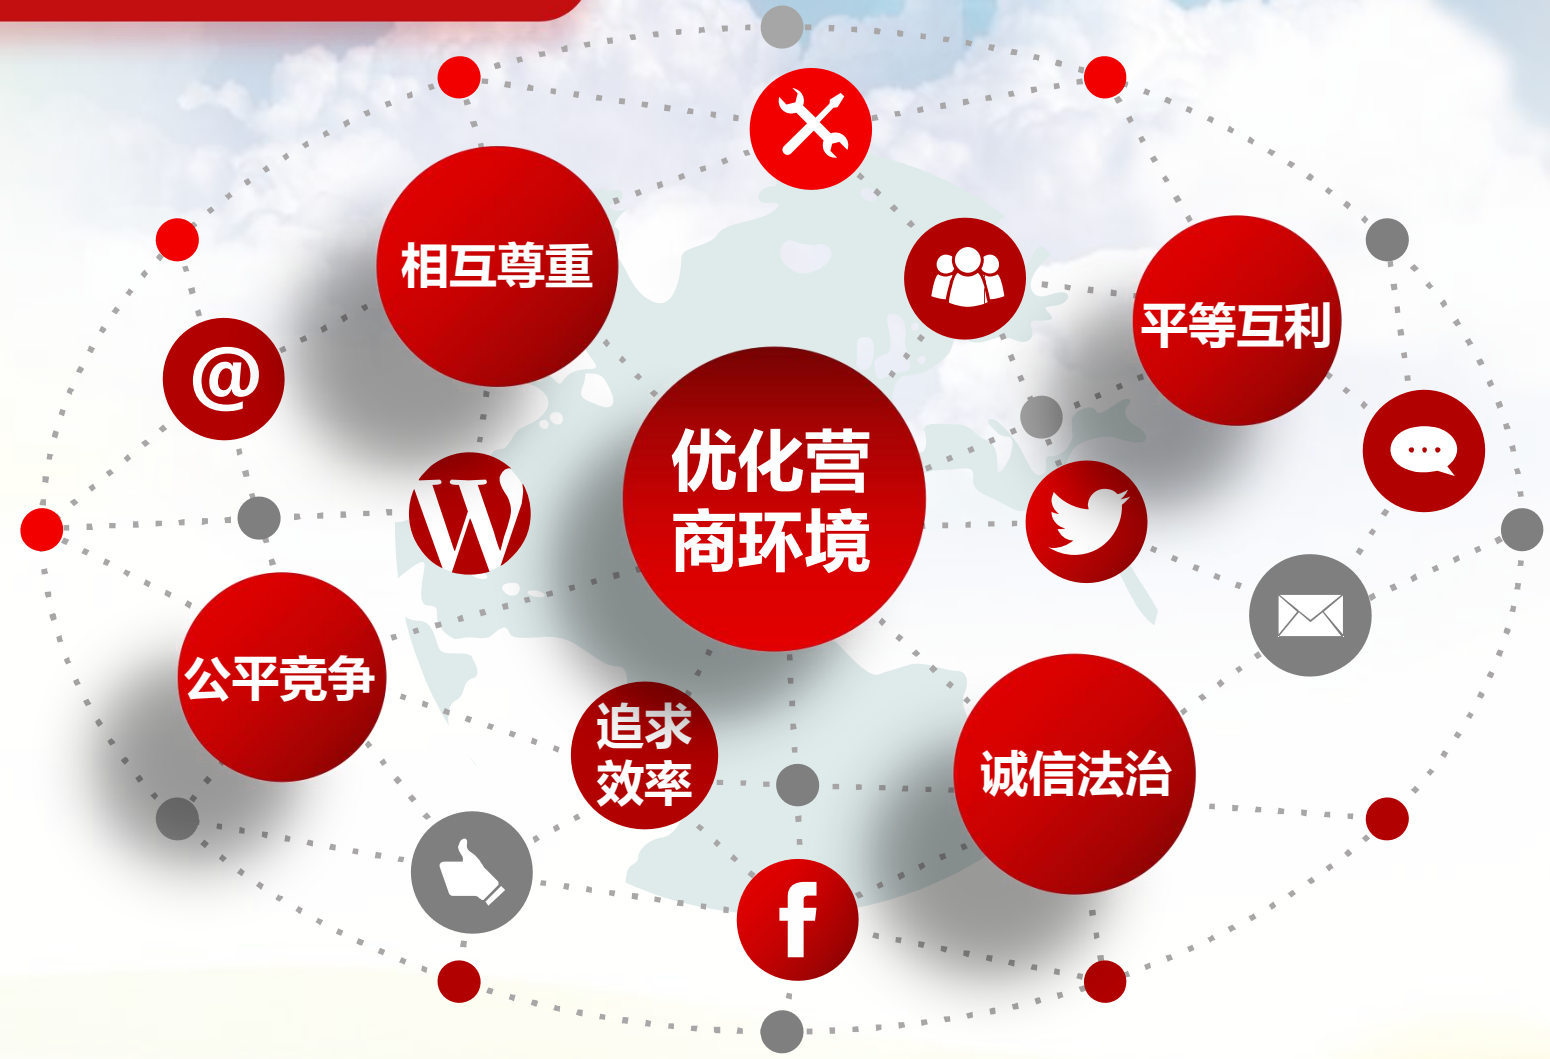 相互尊重
平等互利
@
优化营
商环境
公平竞争
追求
效率
诚信法治